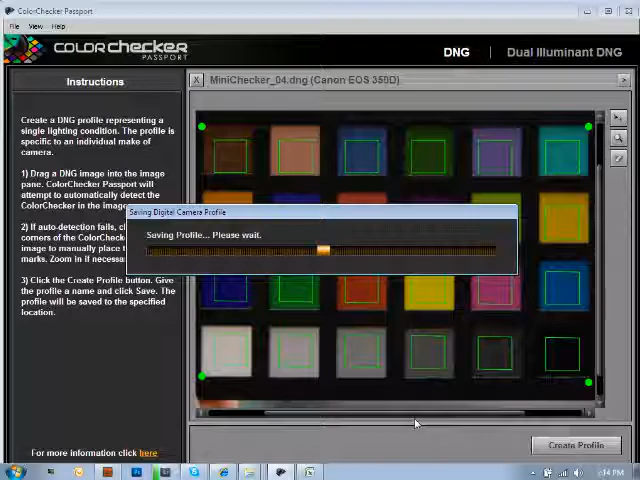 ColorChecker Passport
File View Help
COLORCHECKER
PASSPORT
DNG | Dual Illuminant DNG
Instructions
X MiniChecker_04.dng (Canon EOS 350D) >
Create a DNG profile representing a
single lighting condition. The profile is
specific to an individual make of
camera.
1) Drag a DNG image into the image
pane. ColorChecker Passport will
attempt to automatically detect the
ColorChecker in the image
2) If auto-detection fails,
corners of the ColorChec
image to manually place
marks. Zoom in if necess
3) Click the Create Profile button. Give
the profile a name and click Save. The
profile will be saved to the specified
location.
Saving Digital Camera Profile
Saving Profile... Please wait.
For more information click here
Create Profile
:14 PM